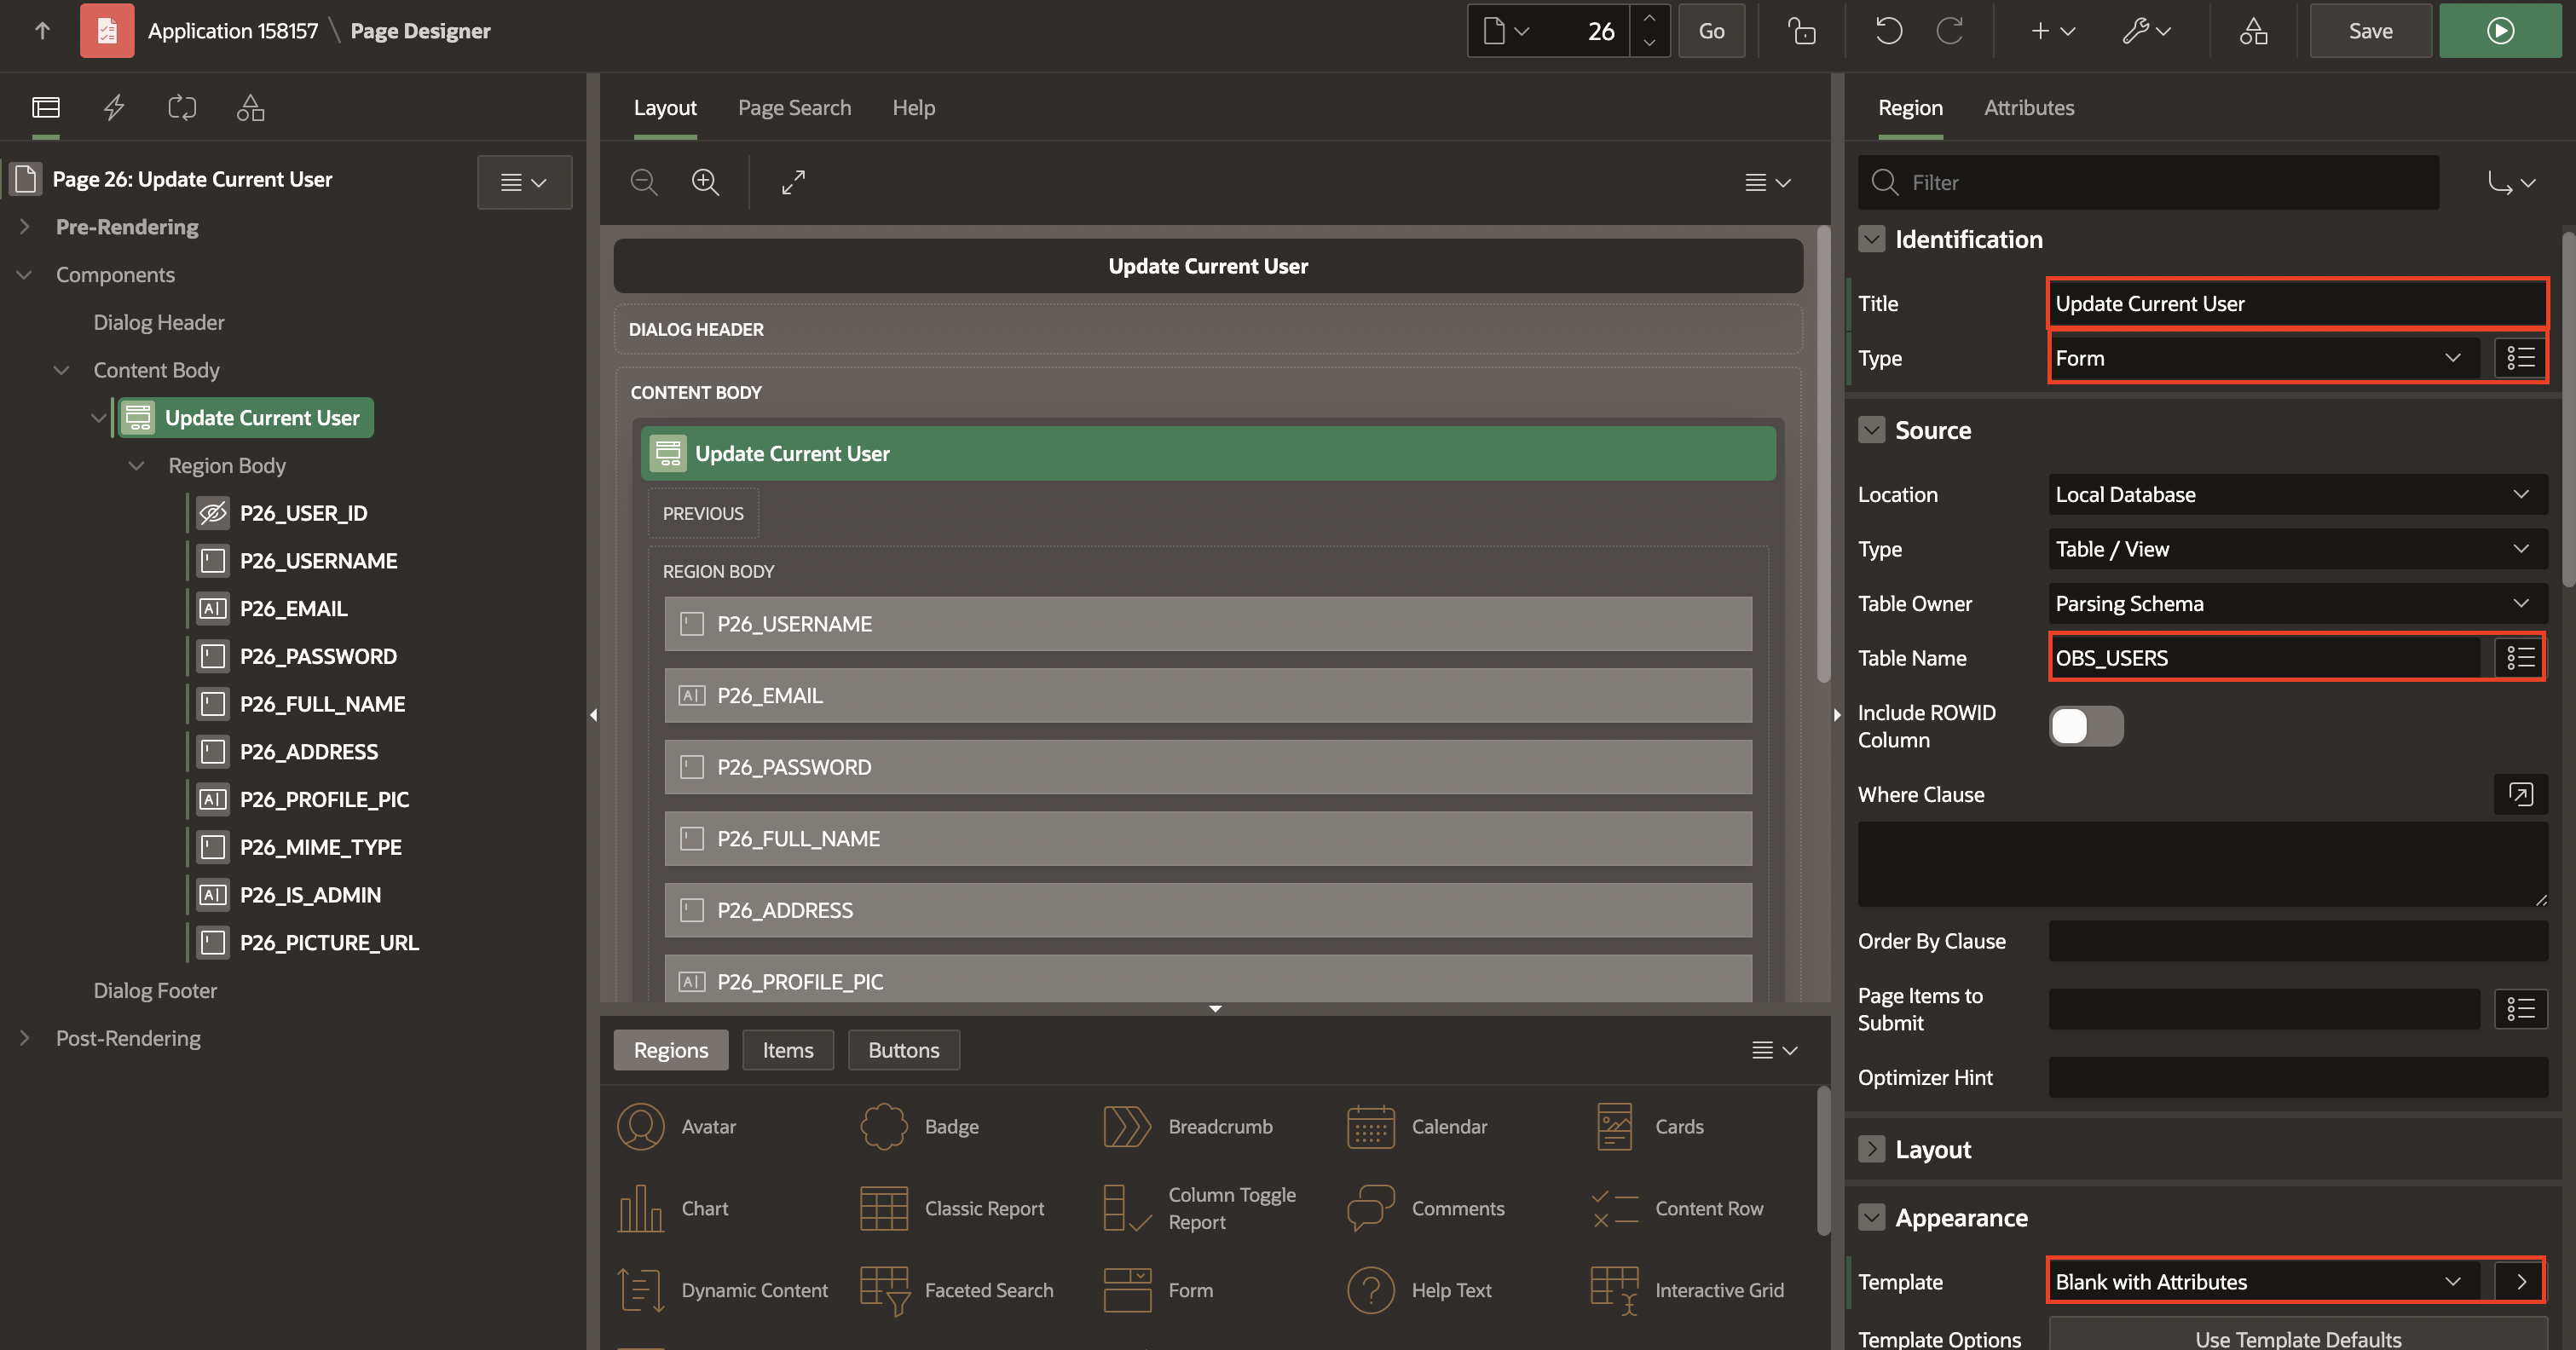 Application 158157 \ Page Designer
26
Go
Save
Page 26: Update Current User
Pre-Rendering
Components
Dialog Header
Content Body
Update Current User
Region Body
P26_USER_ID
P26_USERNAME
P26_EMAIL
P26_PASSWORD
P26_FULL_NAME
P26_ADDRESS
P26_PROFILE_PIC
P26_MIME_TYPE
P26_IS_ADMIN
P26_PICTURE_URL
Dialog Footer
Post-Rendering
Layout Page Search Help
Update Current User
DIALOG HEADER
CONTENT BODY
Update Current User
PREVIOUS
REGION BODY
P26_USERNAME
P26_EMAIL
P26_PASSWORD
P26_FULL_NAME
P26_ADDRESS
P26_PROFILE_PIC
Regions Items Buttons
Avatar Badge Breadcrumb Calendar Cards
Chart Classic Report Column Toggle Report Comments Content Row
Dynamic Content Faceted Search Form Help Text Interactive Grid
Region Attributes
Filter
Identification
Title Update Current User
Type Form
Source
Location Local Database
Type Table / View
Table Owner Parsing Schema
Table Name OBS_USERS
Include ROWID
Column
Where Clause
Order By Clause
Page Items to
Submit
Optimizer Hint
Layout
Appearance
Template Blank with Attributes
Template Options Use Template Defaults